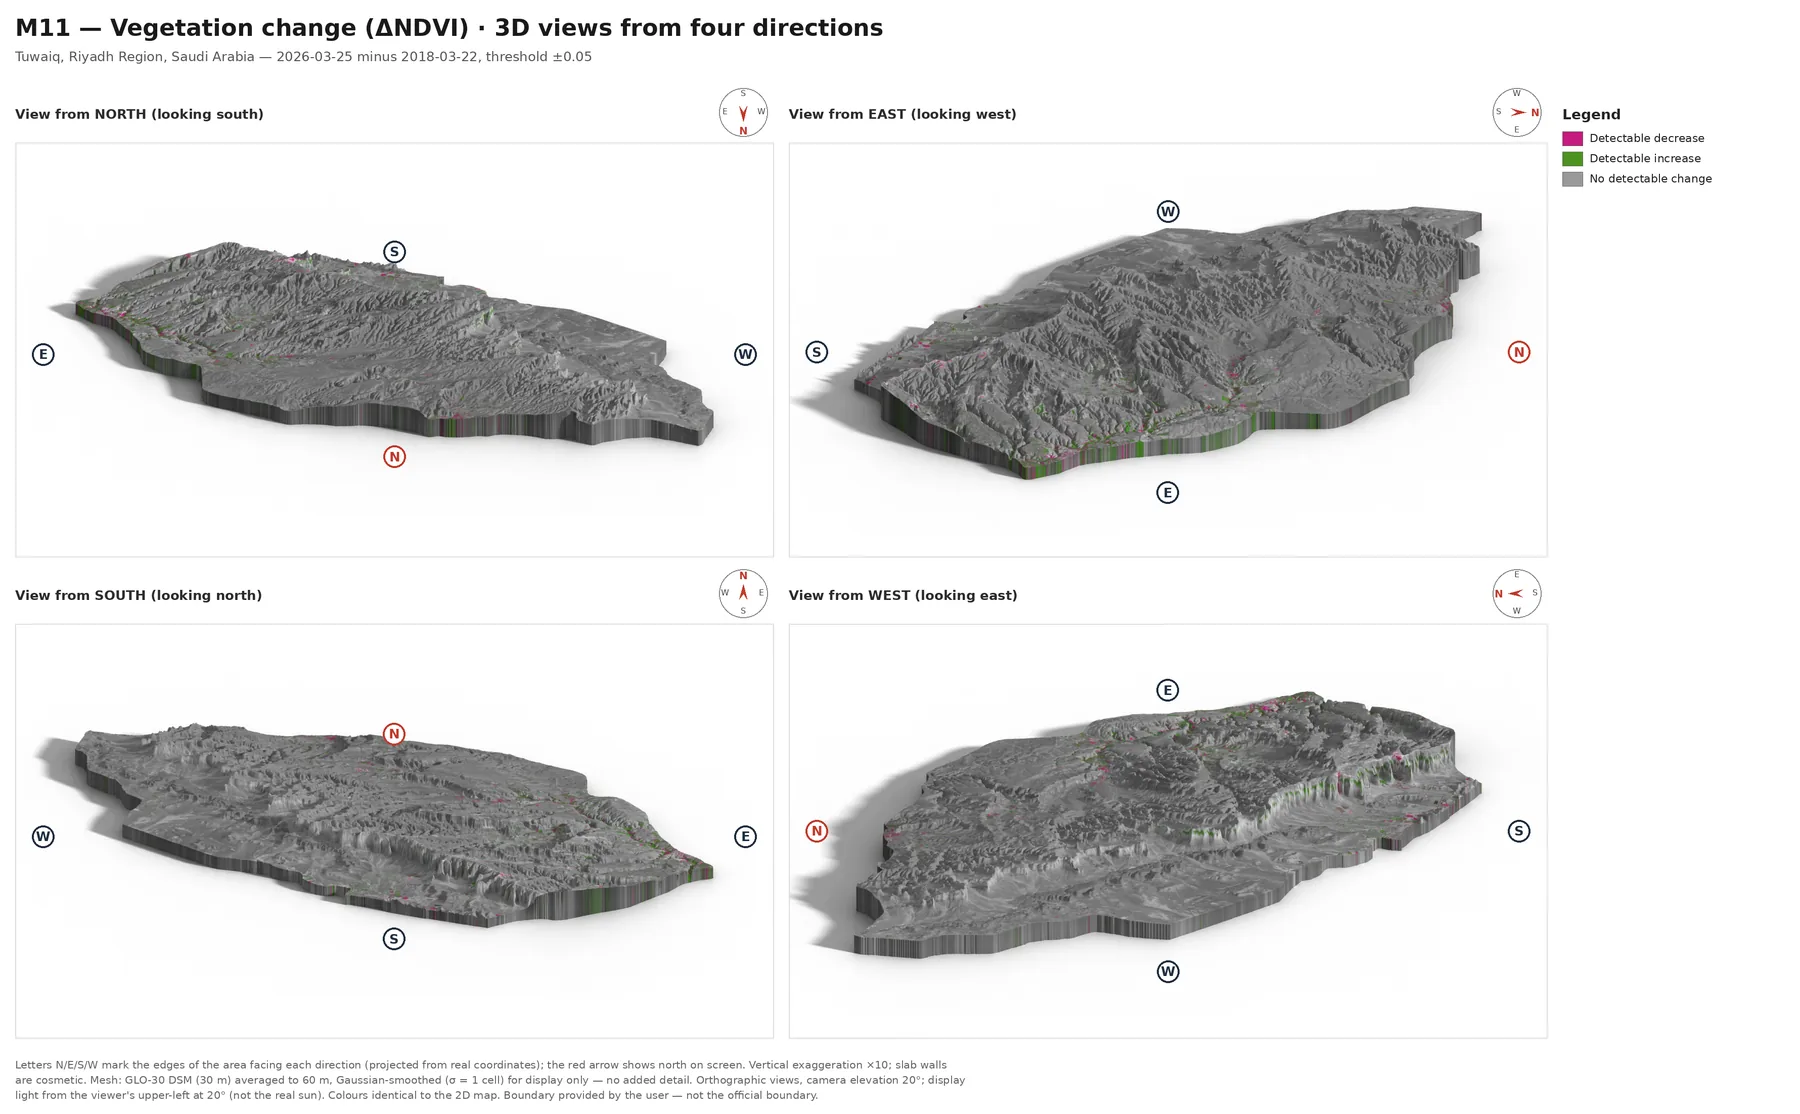 M11 — Vegetation change (ΔNDVI) · 3D views from four directions
Tuwaiq, Riyadh Region, Saudi Arabia — 2026-03-25 minus 2018-03-22, threshold ±0.05
View from NORTH (looking south)
S
E W
N
View from EAST (looking west)
W
S N
E
Legend
Detectable decrease
Detectable increase
No detectable change
S
E
W
N
W
S
N
E
View from SOUTH (looking north)
N
W E
S
View from WEST (looking east)
E
N S
W
N
W
E
S
E
N
S
W
Letters N/E/S/W mark the edges of the area facing each direction (projected from real coordinates); the red arrow shows north on screen. Vertical exaggeration ×10; slab walls
are cosmetic. Mesh: GLO-30 DSM (30 m) averaged to 60 m, Gaussian-smoothed (σ = 1 cell) for display only — no added detail. Orthographic views, camera elevation 20°; display
light from the viewer's upper-left at 20° (not the real sun). Colours identical to the 2D map. Boundary provided by the user — not the official boundary.